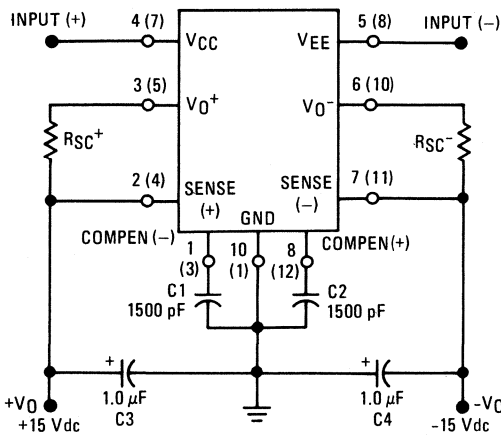 INPUT (+) 4 (7) 5 (8) INPUT (–)
VCC VEE
3 (5) 6 (10)
VO+ VO–
RSC+ RSC–
2 (4) 7 (11)
SENSE (+) SENSE (–)
GND
COMPEN (–) COMPEN (+)
1 (3) 10 (1) 8 (12)
C1 1500 pF C2 1500 pF
+ +
1.0 µF C3 1.0 µF C4
+VO +15 Vdc –VO -15 Vdc